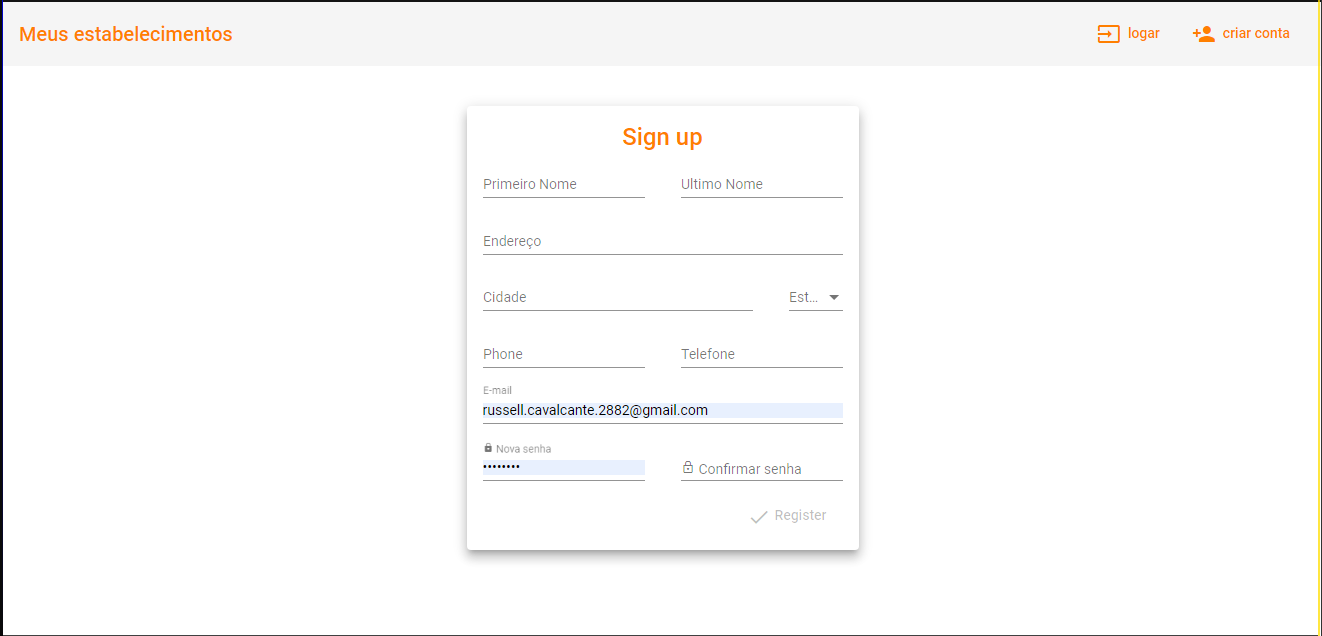 Meus estabelecimentos logar criar conta
Sign up
Primeiro Nome Ultimo Nome
Endereço
Cidade Est...
Phone Telefone
E-mail
russell.cavalcante.2882@gmail.com
Nova senha
•••••••• Confirmar senha
Register